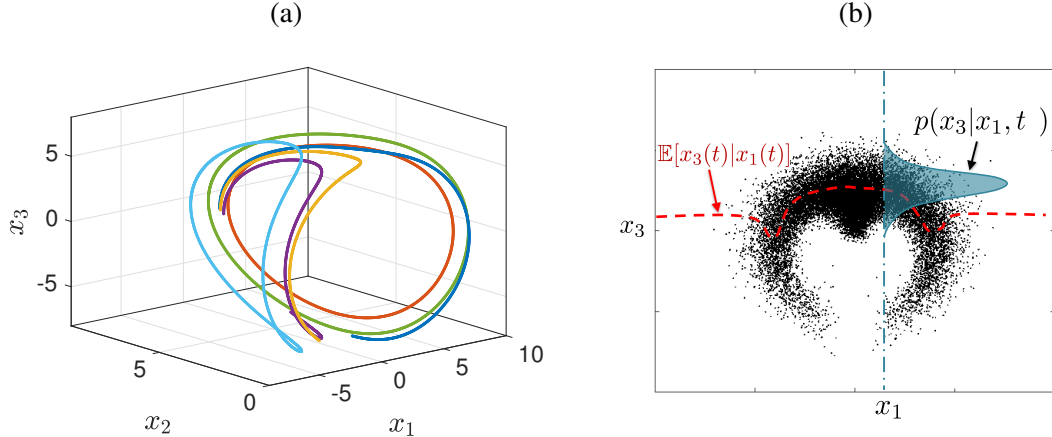 (a)
5
0
-5
x₃
5
0
x₂
-5
0
5
10
x₁
(b)
p(x₃|x₁, t )
𝔼[x₃(t)|x₁(t)]
x₃
x₁